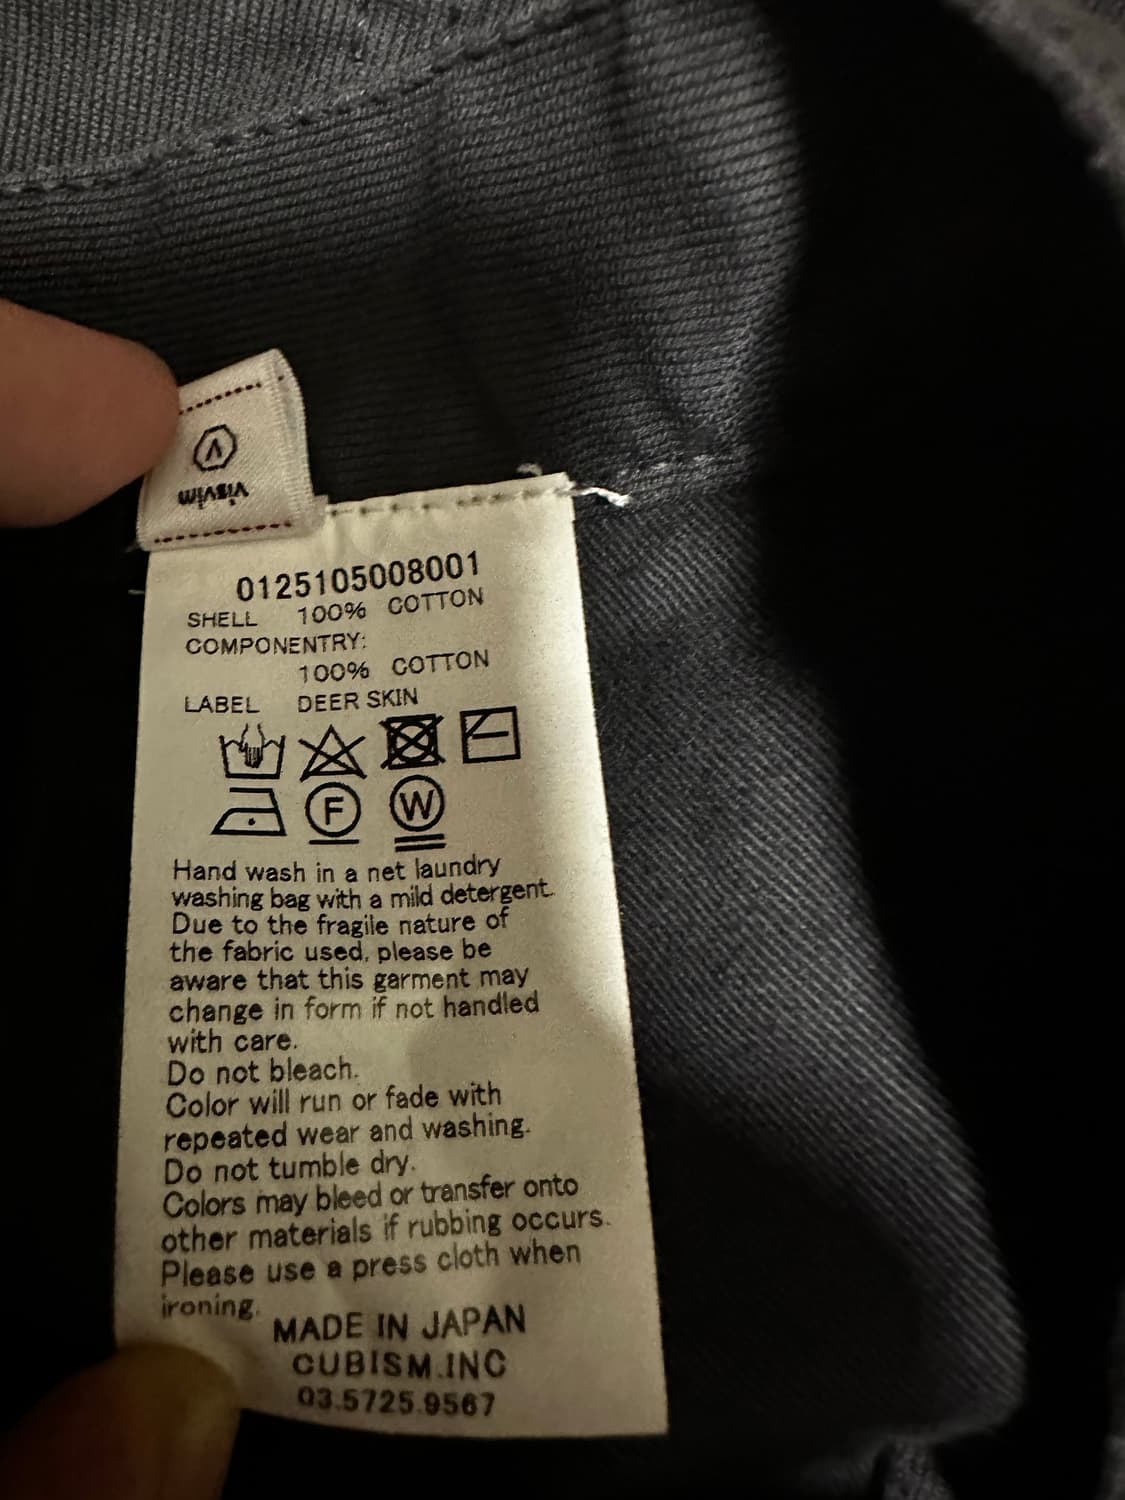 visvim
0125105008001
SHELL 100% COTTON
COMPONENTRY:
100% COTTON
LABEL DEER SKIN
F W
Hand wash in a net laundry
washing bag with a mild detergent.
Due to the fragile nature of
the fabric used, please be
aware that this garment may
change in form if not handled
with care.
Do not bleach.
Color will run or fade with
repeated wear and washing.
Do not tumble dry.
Colors may bleed or transfer onto
other materials if rubbing occurs.
Please use a press cloth when
ironing.
MADE IN JAPAN
CUBISM.INC
03.5725.9567